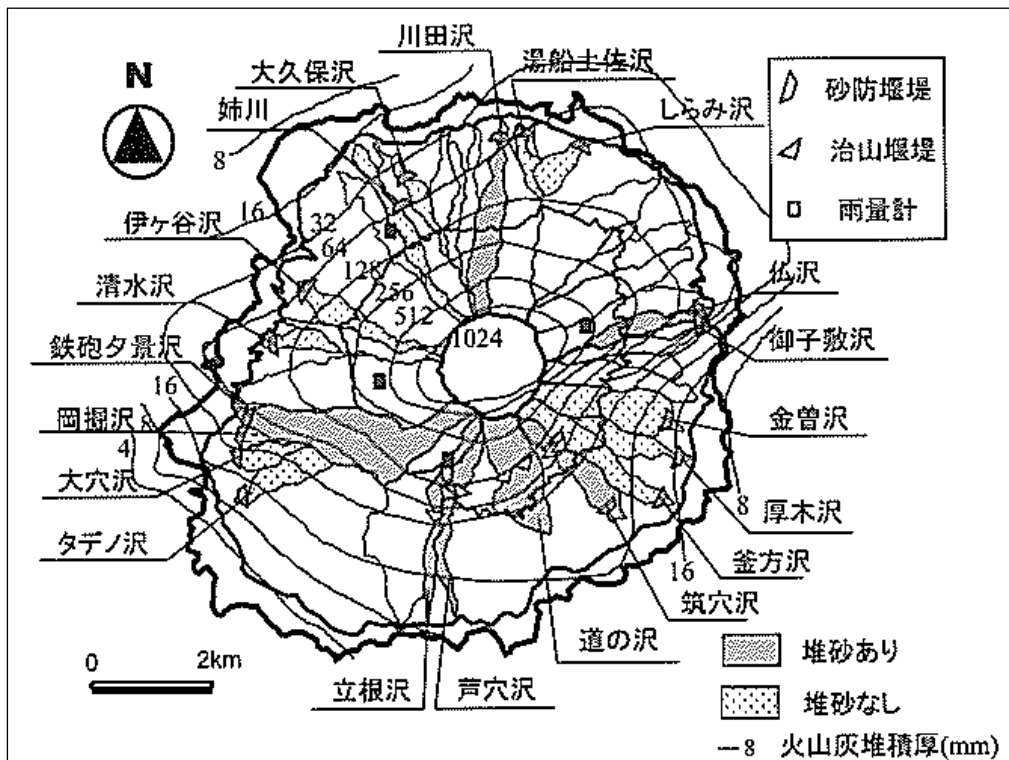 川田沢
大久保沢
湯船土佐沢
姉川
しらみ沢
N
8
16
伊ヶ谷沢
32
64
128
256
512
1024
清水沢
鉄砲夕景沢
16
岡掘沢
8
4
大穴沢
タデノ沢
砂防堰堤
治山堰堤
雨量計
仏沢
御子敷沢
金曽沢
8
厚木沢
16
釜方沢
筑穴沢
道の沢
立根沢
芦穴沢
0
2km
堆砂あり
堆砂なし
8 火山灰堆積厚(mm)